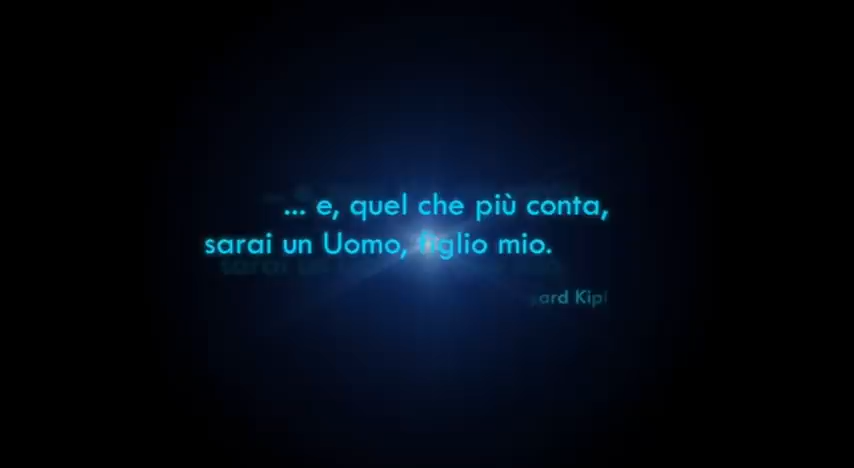 ... e, quel che più conta,
sarai un Uomo, figlio mio.